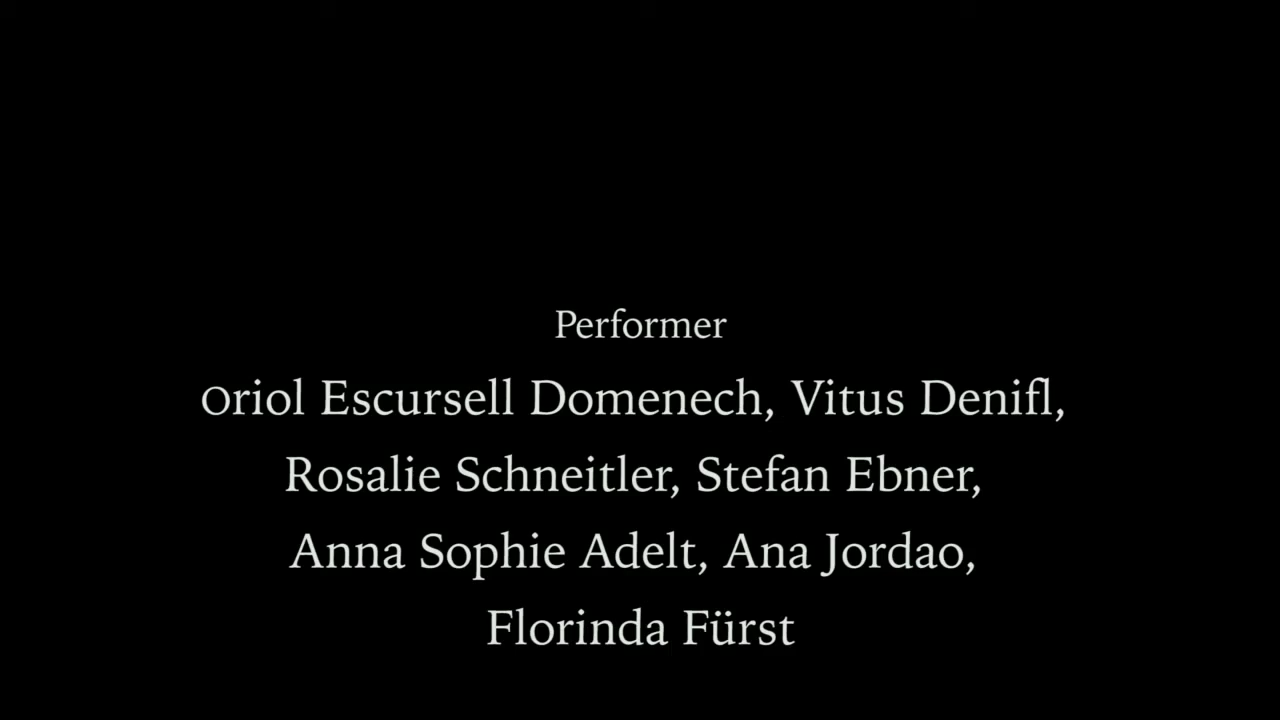 Performer
Oriol Escursell Domenech, Vitus Denifl,
Rosalie Schneitler, Stefan Ebner,
Anna Sophie Adelt, Ana Jordao,
Florinda Fürst